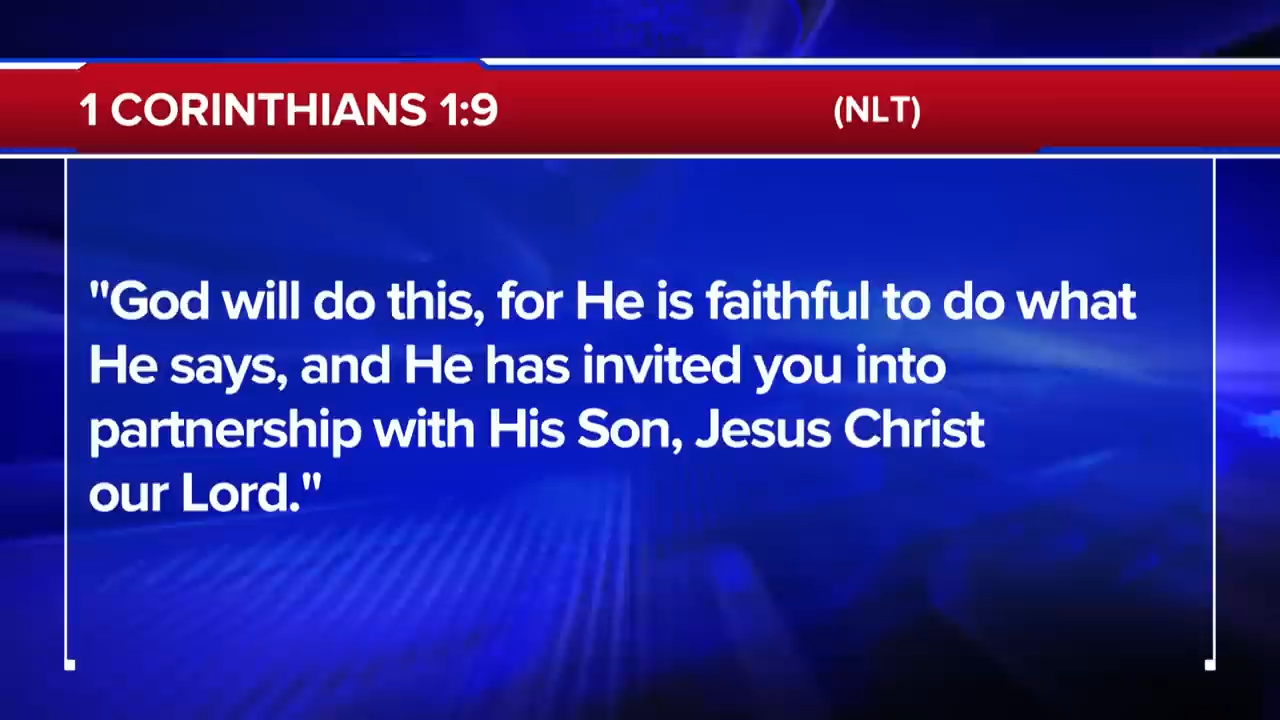 1 CORINTHIANS 1:9 (NLT)
"God will do this, for He is faithful to do what
He says, and He has invited you into
partnership with His Son, Jesus Christ
our Lord."